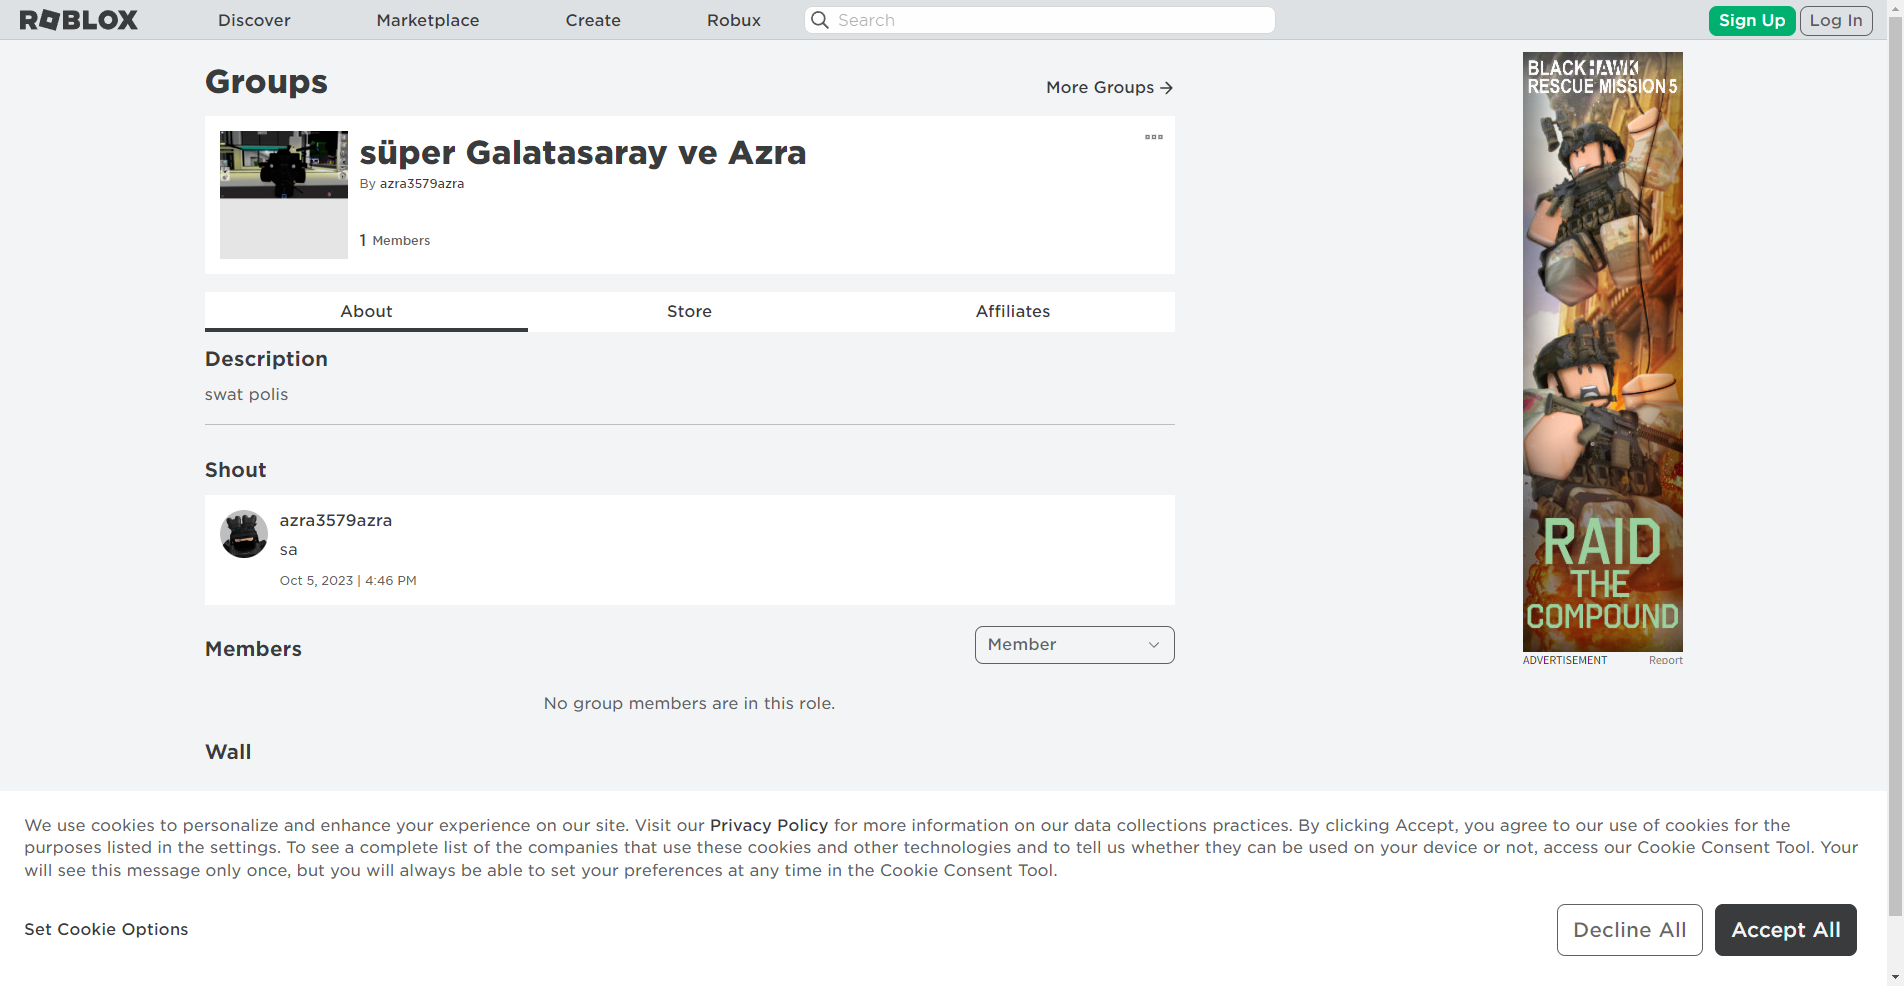 ROBLOX
Discover
Marketplace
Create
Robux
Search
Sign Up
Log In
Groups
More Groups
süper Galatasaray ve Azra
By azra3579azra
1 Members
About
Store
Affiliates
Description
swat polis
Shout
azra3579azra
sa
Oct 5, 2023 | 4:46 PM
Members
Member
No group members are in this role.
Wall
BLACKHAWK
RESCUE MISSION 5
RAID
THE
COMPOUND
ADVERTISEMENT
Report
We use cookies to personalize and enhance your experience on our site. Visit our Privacy Policy for more information on our data collections practices. By clicking Accept, you agree to our use of cookies for the
purposes listed in the settings. To see a complete list of the companies that use these cookies and other technologies and to tell us whether they can be used on your device or not, access our Cookie Consent Tool. Your
will see this message only once, but you will always be able to set your preferences at any time in the Cookie Consent Tool.
Set Cookie Options
Decline All
Accept All